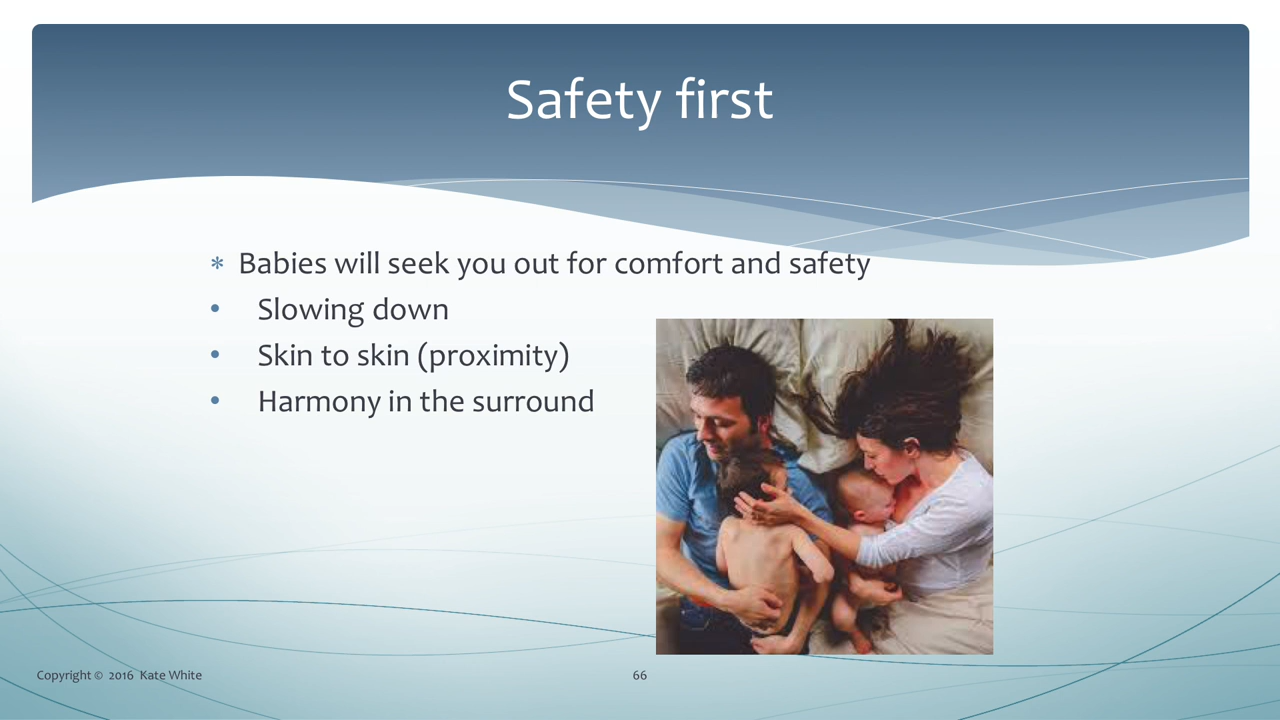 Safety first
* Babies will seek you out for comfort and safety
• Slowing down
• Skin to skin (proximity)
• Harmony in the surround
Copyright © 2016 Kate White
66